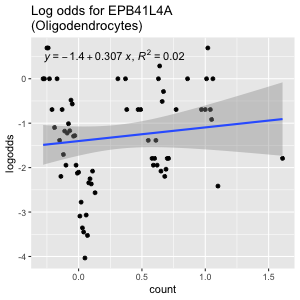 Log odds for EPB41L4A
(Oligodendrocytes)
y = −1.4 + 0.307 x, R² = 0.02
0
-1
-2
-3
-4
logodds
0.0 0.5 1.0 1.5
count